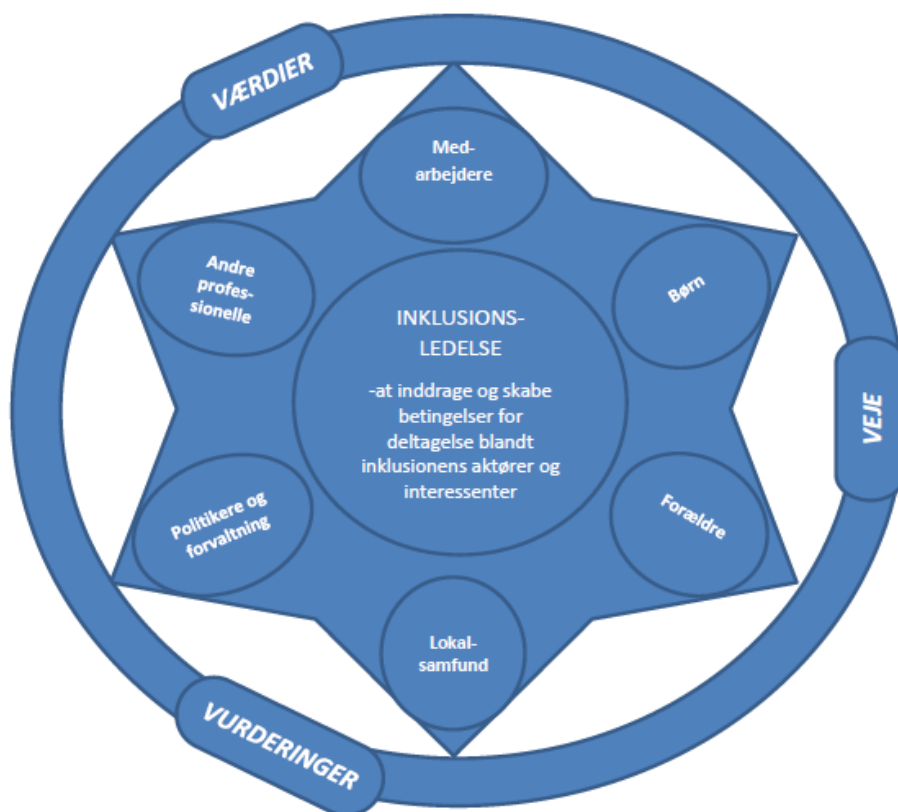 VÆRDIER
Med-
arbejdere
Andre
profes-
sionelle
Børn
INKLUSIONS-
LEDELSE
-at inddrage og skabe
betingelser for
deltagelse blandt
inklusionens aktører og
interessenter
VEJE
Politikere og
forvaltning
Forældre
Lokal-
samfund
VURDERINGER